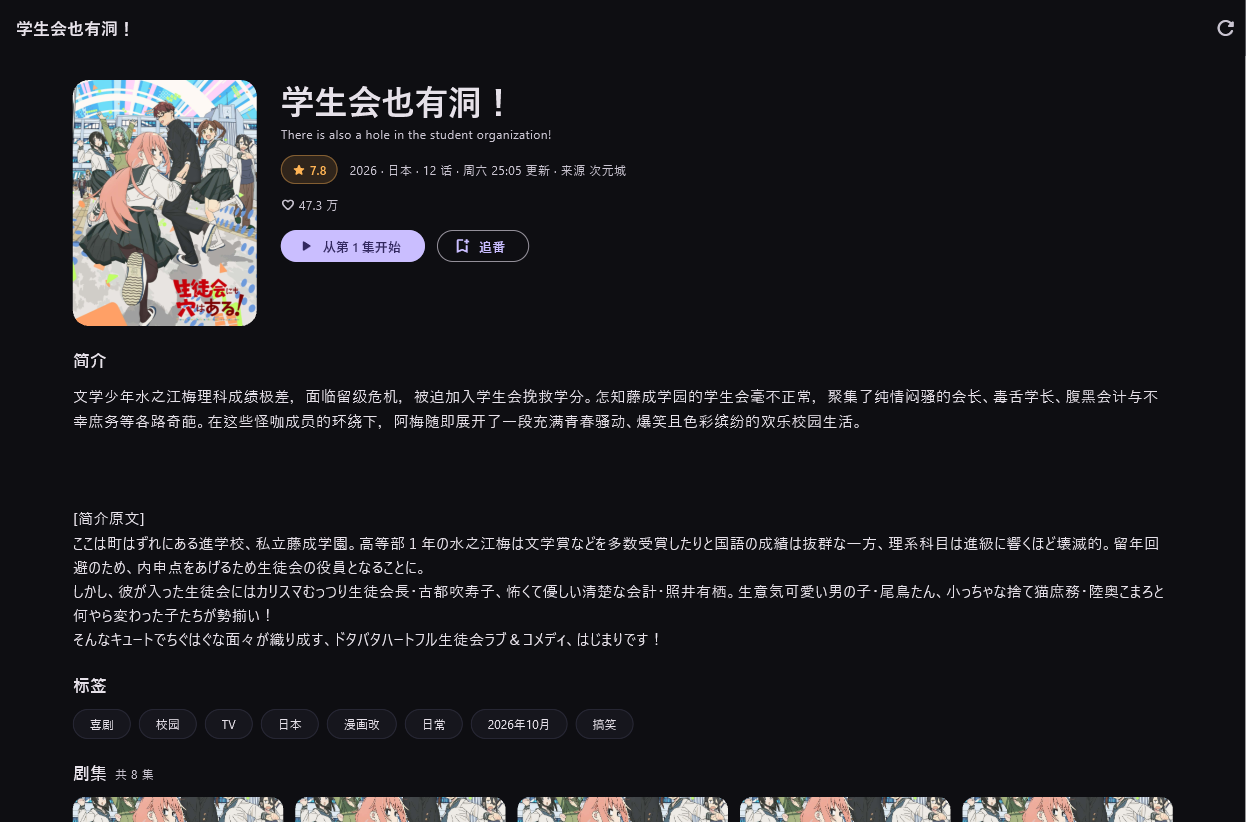 学生会也有洞！
学生会也有洞！
There is also a hole in the student organization!
7.8
2026 · 日本 · 12 话 · 周六 25:05 更新 · 来源 次元城
47.3 万
从第 1 集开始
追番
生徒会にも
穴はある!
简介
文学少年水之江梅理科成绩极差，面临留级危机，被迫加入学生会挽救学分。怎知藤成学园的学生会毫不正常，聚集了纯情闷骚的会长、毒舌学长、腹黑会计与不
幸庶务等各路奇葩。在这些怪咖成员的环绕下，阿梅随即展开了一段充满青春骚动、爆笑且色彩缤纷的欢乐校园生活。
[简介原文]
ここは町はずれにある進学校、私立藤成学園。高等部１年の水之江梅は文学賞などを多数受賞したりと国語の成績は抜群な一方、理系科目は進級に響くほど壊滅的。留年回
避のため、内申点をあげるため生徒会の役員となることに。
しかし、彼が入った生徒会にはカリスマむっつり生徒会長・古都吹寿子、怖くて優しい清楚な会計・照井有栖。生意気可愛い男の子・尾鳥たん、小っちゃな捨て猫庶務・陸奥こまろと
何やら変わった子たちが勢揃い！
そんなキュートでちぐはぐな面々が織り成す、ドタバタハートフル生徒会ラブ＆コメディ、はじまりです！
标签
喜剧
校园
TV
日本
漫画改
日常
2026年10月
搞笑
剧集 共 8 集